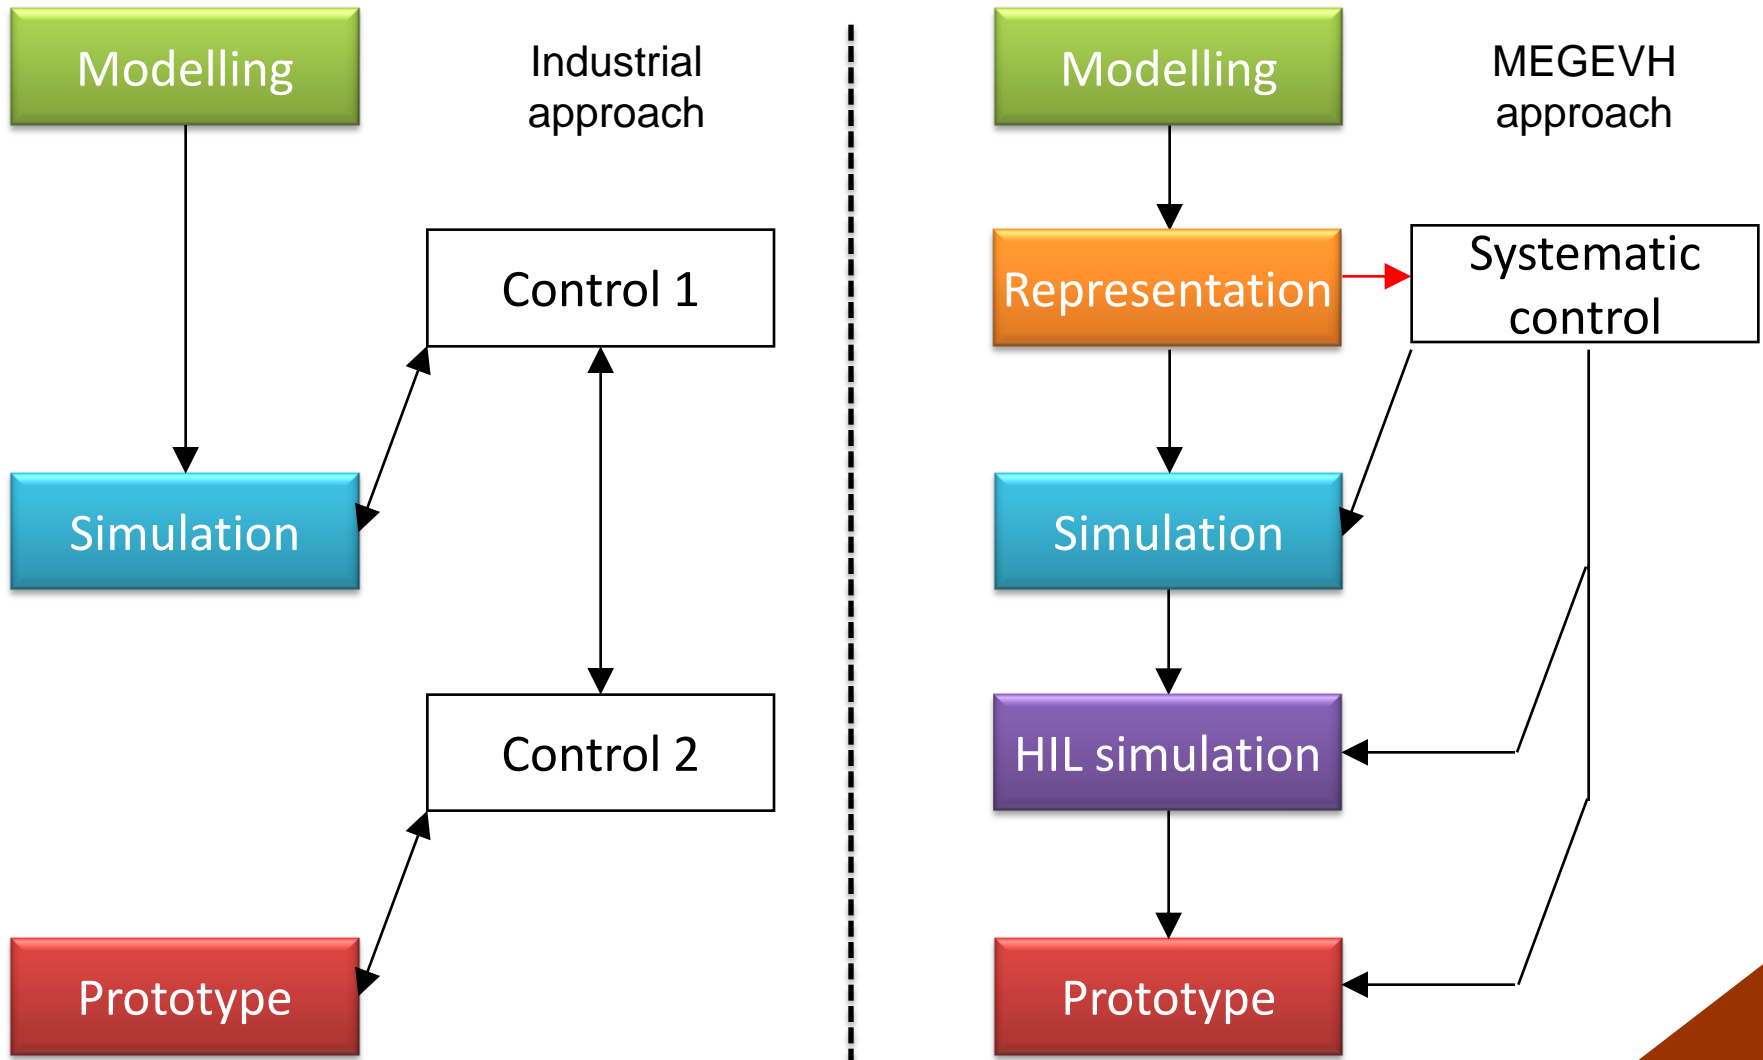 Modelling
Industrial
approach
Control 1
Simulation
Control 2
Prototype
Modelling
MEGEVH
approach
Representation
Systematic
control
Simulation
HIL simulation
Prototype